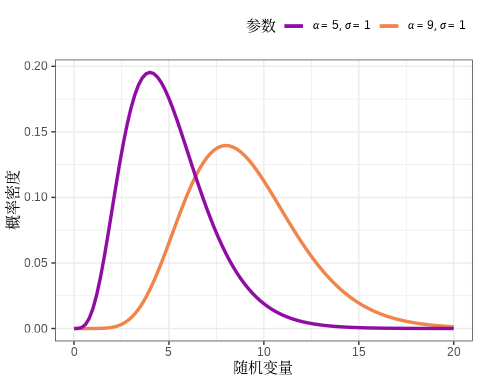 参数 α = 5, σ = 1 α = 9, σ = 1
0.20
0.15
0.10
0.05
0.00
概率密度
0 5 10 15 20
随机变量